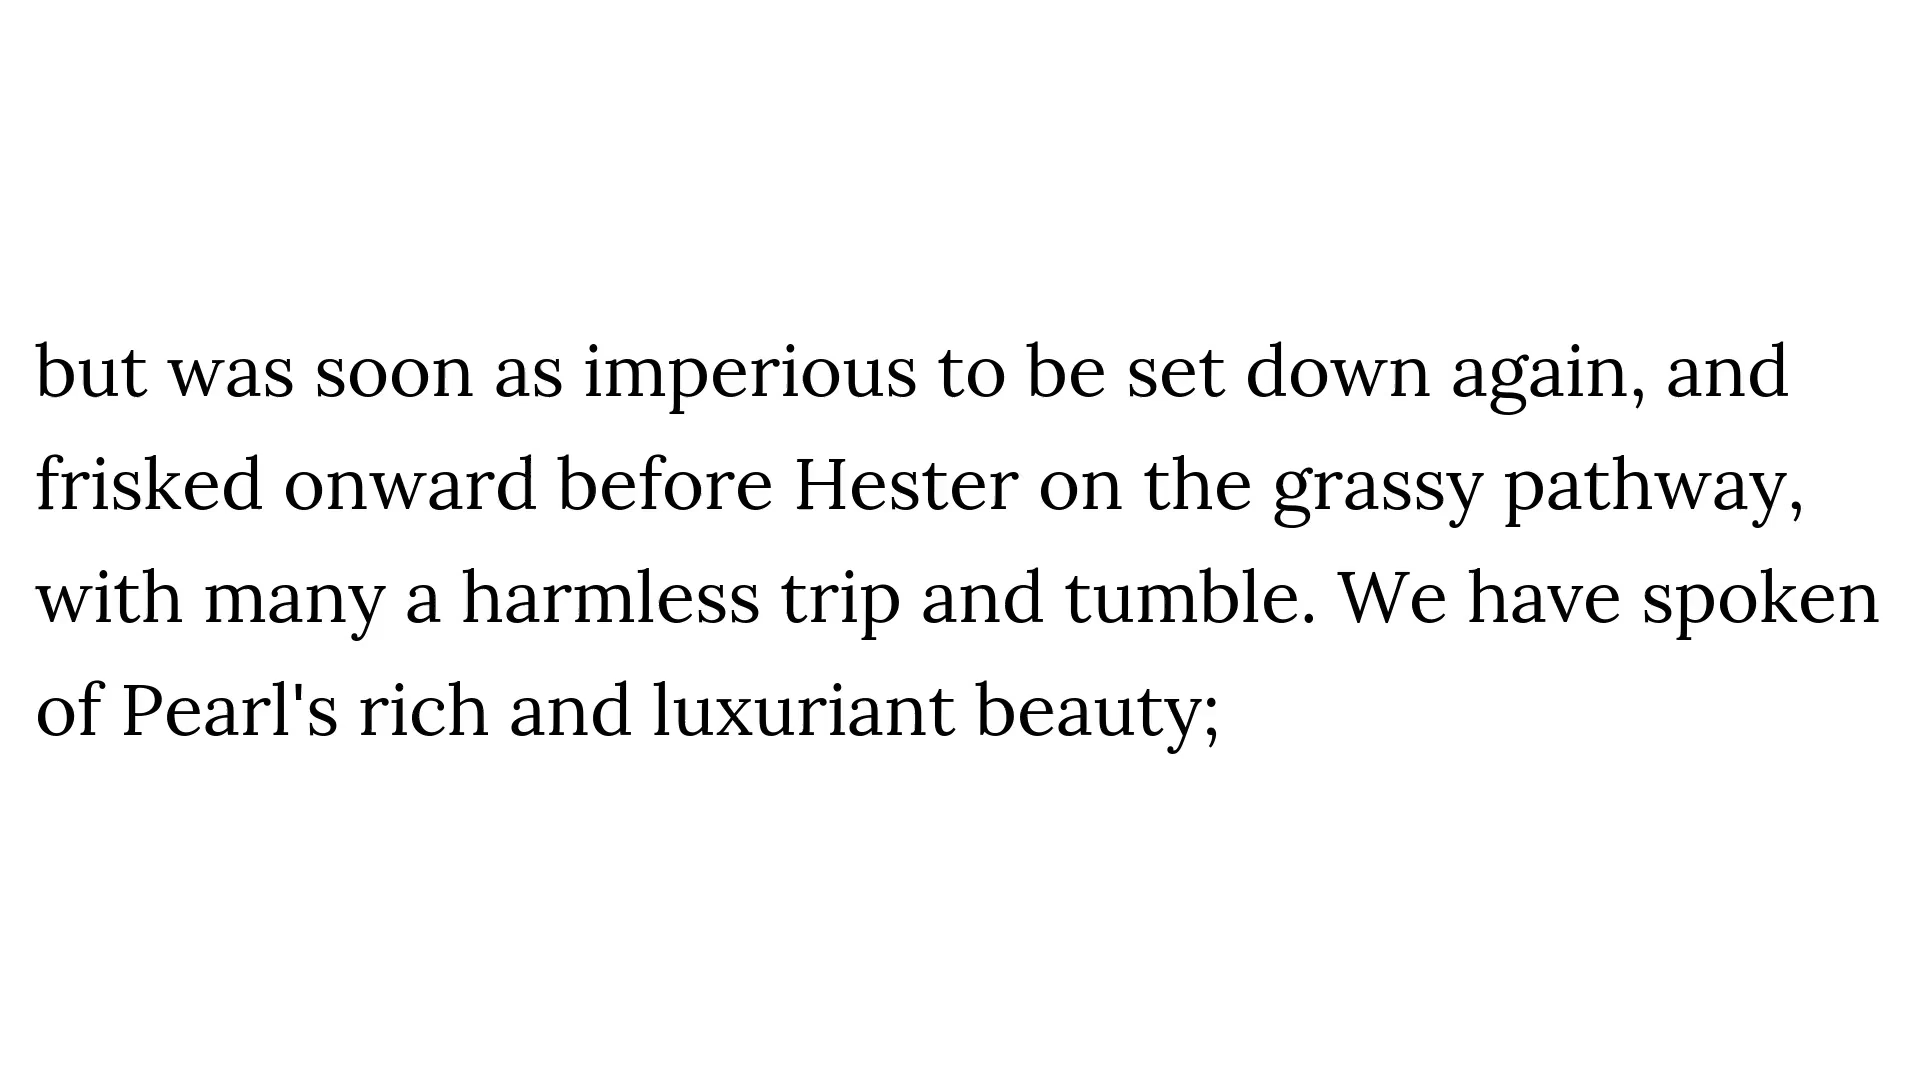 but was soon as imperious to be set down again, and
frisked onward before Hester on the grassy pathway,
with many a harmless trip and tumble. We have spoken
of Pearl's rich and luxuriant beauty;